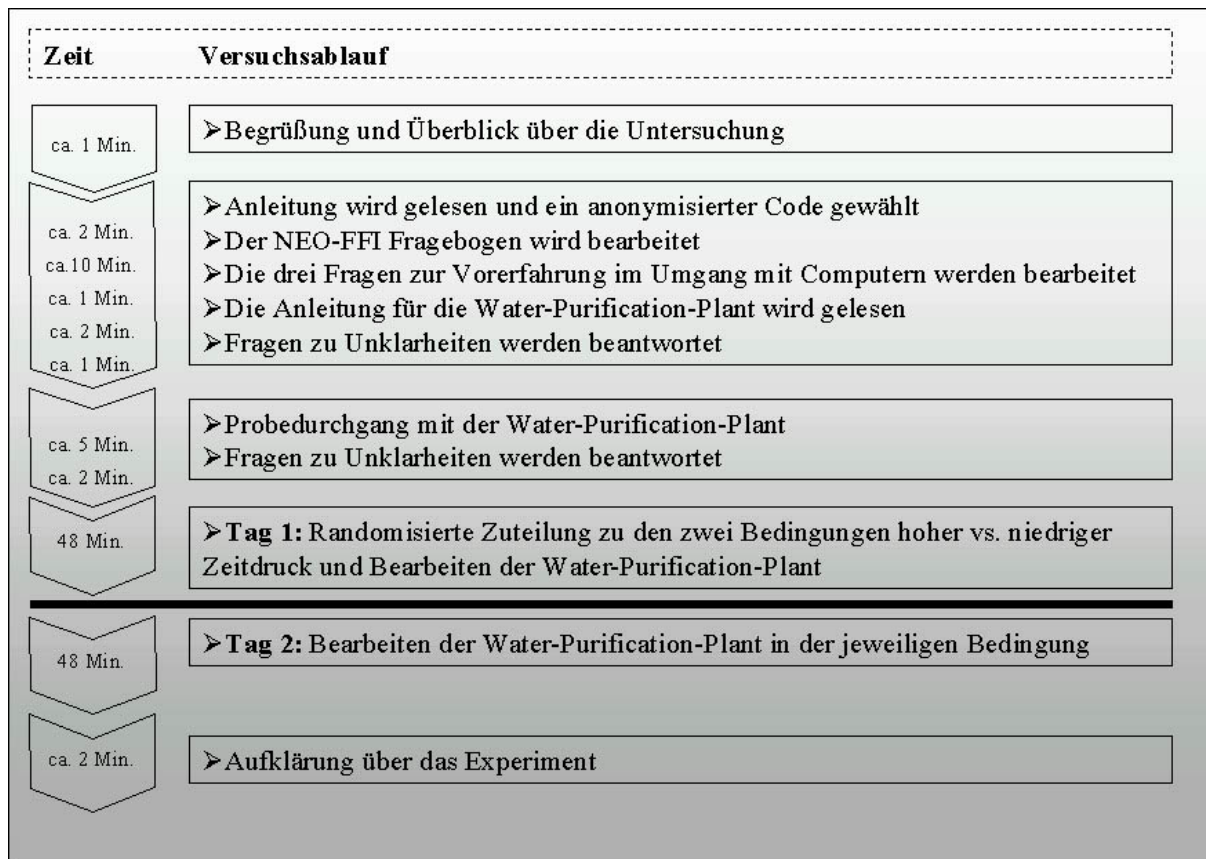 Zeit Versuchsablauf
ca. 1 Min.
➢Begrüßung und Überblick über die Untersuchung
ca. 2 Min.
ca.10 Min.
ca. 1 Min.
ca. 2 Min.
ca. 1 Min.
➢Anleitung wird gelesen und ein anonymisierter Code gewählt
➢Der NEO-FFI Fragebogen wird bearbeitet
➢Die drei Fragen zur Vorerfahrung im Umgang mit Computern werden bearbeitet
➢Die Anleitung für die Water-Purification-Plant wird gelesen
➢Fragen zu Unklarheiten werden beantwortet
ca. 5 Min.
ca. 2 Min.
➢Probedurchgang mit der Water-Purification-Plant
➢Fragen zu Unklarheiten werden beantwortet
48 Min.
➢Tag 1: Randomisierte Zuteilung zu den zwei Bedingungen hoher vs. niedriger
Zeitdruck und Bearbeiten der Water-Purification-Plant
48 Min.
➢Tag 2: Bearbeiten der Water-Purification-Plant in der jeweiligen Bedingung
ca. 2 Min.
➢Aufklärung über das Experiment